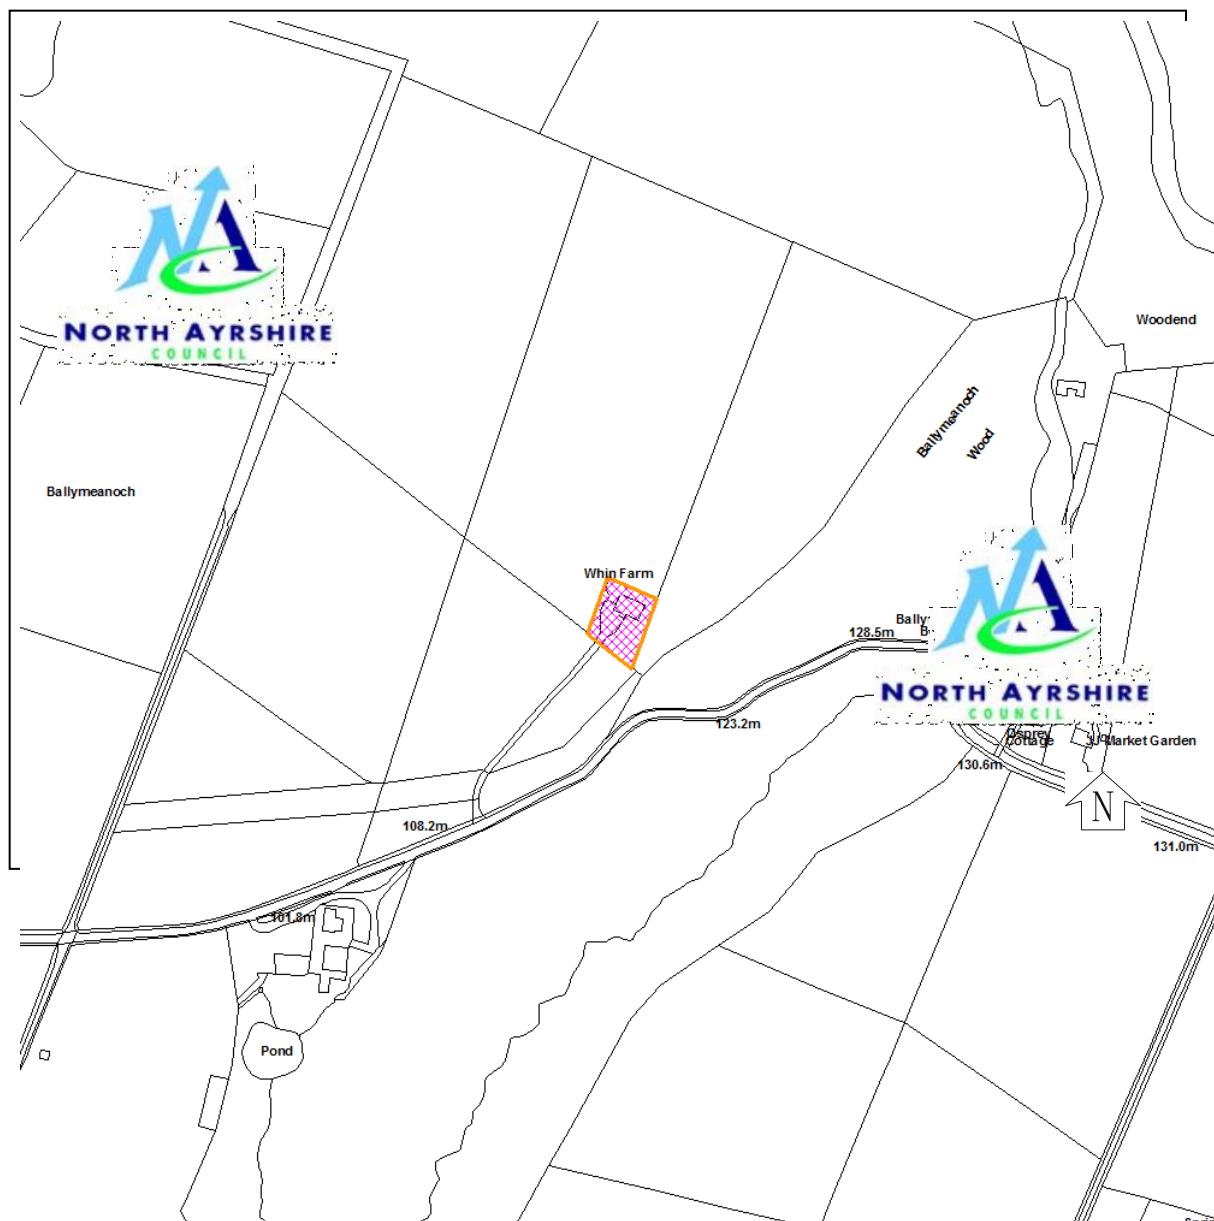 NORTH AYRSHIRE
COUNCIL
Woodend
Ballymeanoch
Wood
Ballymeanoch
Whin Farm
Bally
B
128.5m
NORTH AYRSHIRE
COUNCIL
123.2m
Osprey
Cottage
Market Garden
130.6m
N
108.2m
131.0m
101.8m
Pond